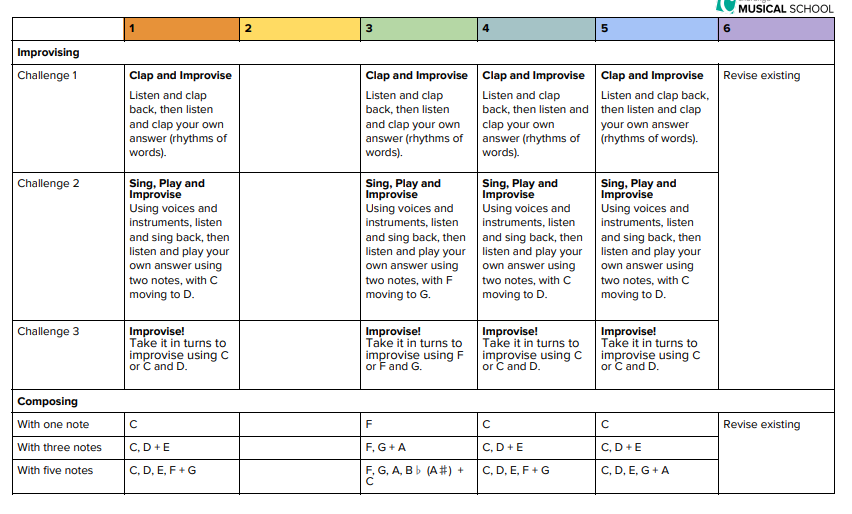 MUSICAL SCHOOL
1 2 3 4 5 6
Improvising
Challenge 1
Clap and Improvise
Listen and clap
back, then listen
and clap your own
answer (rhythms of
words).
Clap and Improvise
Listen and clap
back, then listen
and clap your own
answer (rhythms of
words).
Clap and Improvise
Listen and clap
back, then listen and
clap your own
answer (rhythms of
words).
Clap and Improvise
Listen and clap back,
then listen and clap
your own answer
(rhythms of words).
Revise existing
Challenge 2
Sing, Play and
Improvise
Using voices and
instruments, listen
and sing back, then
listen and play your
own answer using
two notes, with C
moving to D.
Sing, Play and
Improvise
Using voices and
instruments, listen
and sing back, then
listen and play your
own answer using
two notes, with F
moving to G.
Sing, Play and
Improvise
Using voices and
instruments, listen
and sing back, then
listen and play your
own answer using
two notes, with C
moving to D.
Sing, Play and
Improvise
Using voices and
instruments, listen
and sing back, then
listen and play your
own answer using
two notes, with C
moving to D.
Challenge 3
Improvise!
Take it in turns to
improvise using C
or C and D.
Improvise!
Take it in turns to
improvise using F
or F and G.
Improvise!
Take it in turns to
improvise using C
or C and D.
Improvise!
Take it in turns to
improvise using C
or C and D.
Composing
With one note C F C C Revise existing
With three notes C, D + E F, G + A C, D + E C, D + E
With five notes C, D, E, F + G F, G, A, B♭ (A♯) + C, D, E, F + G C, D, E, G + A
C